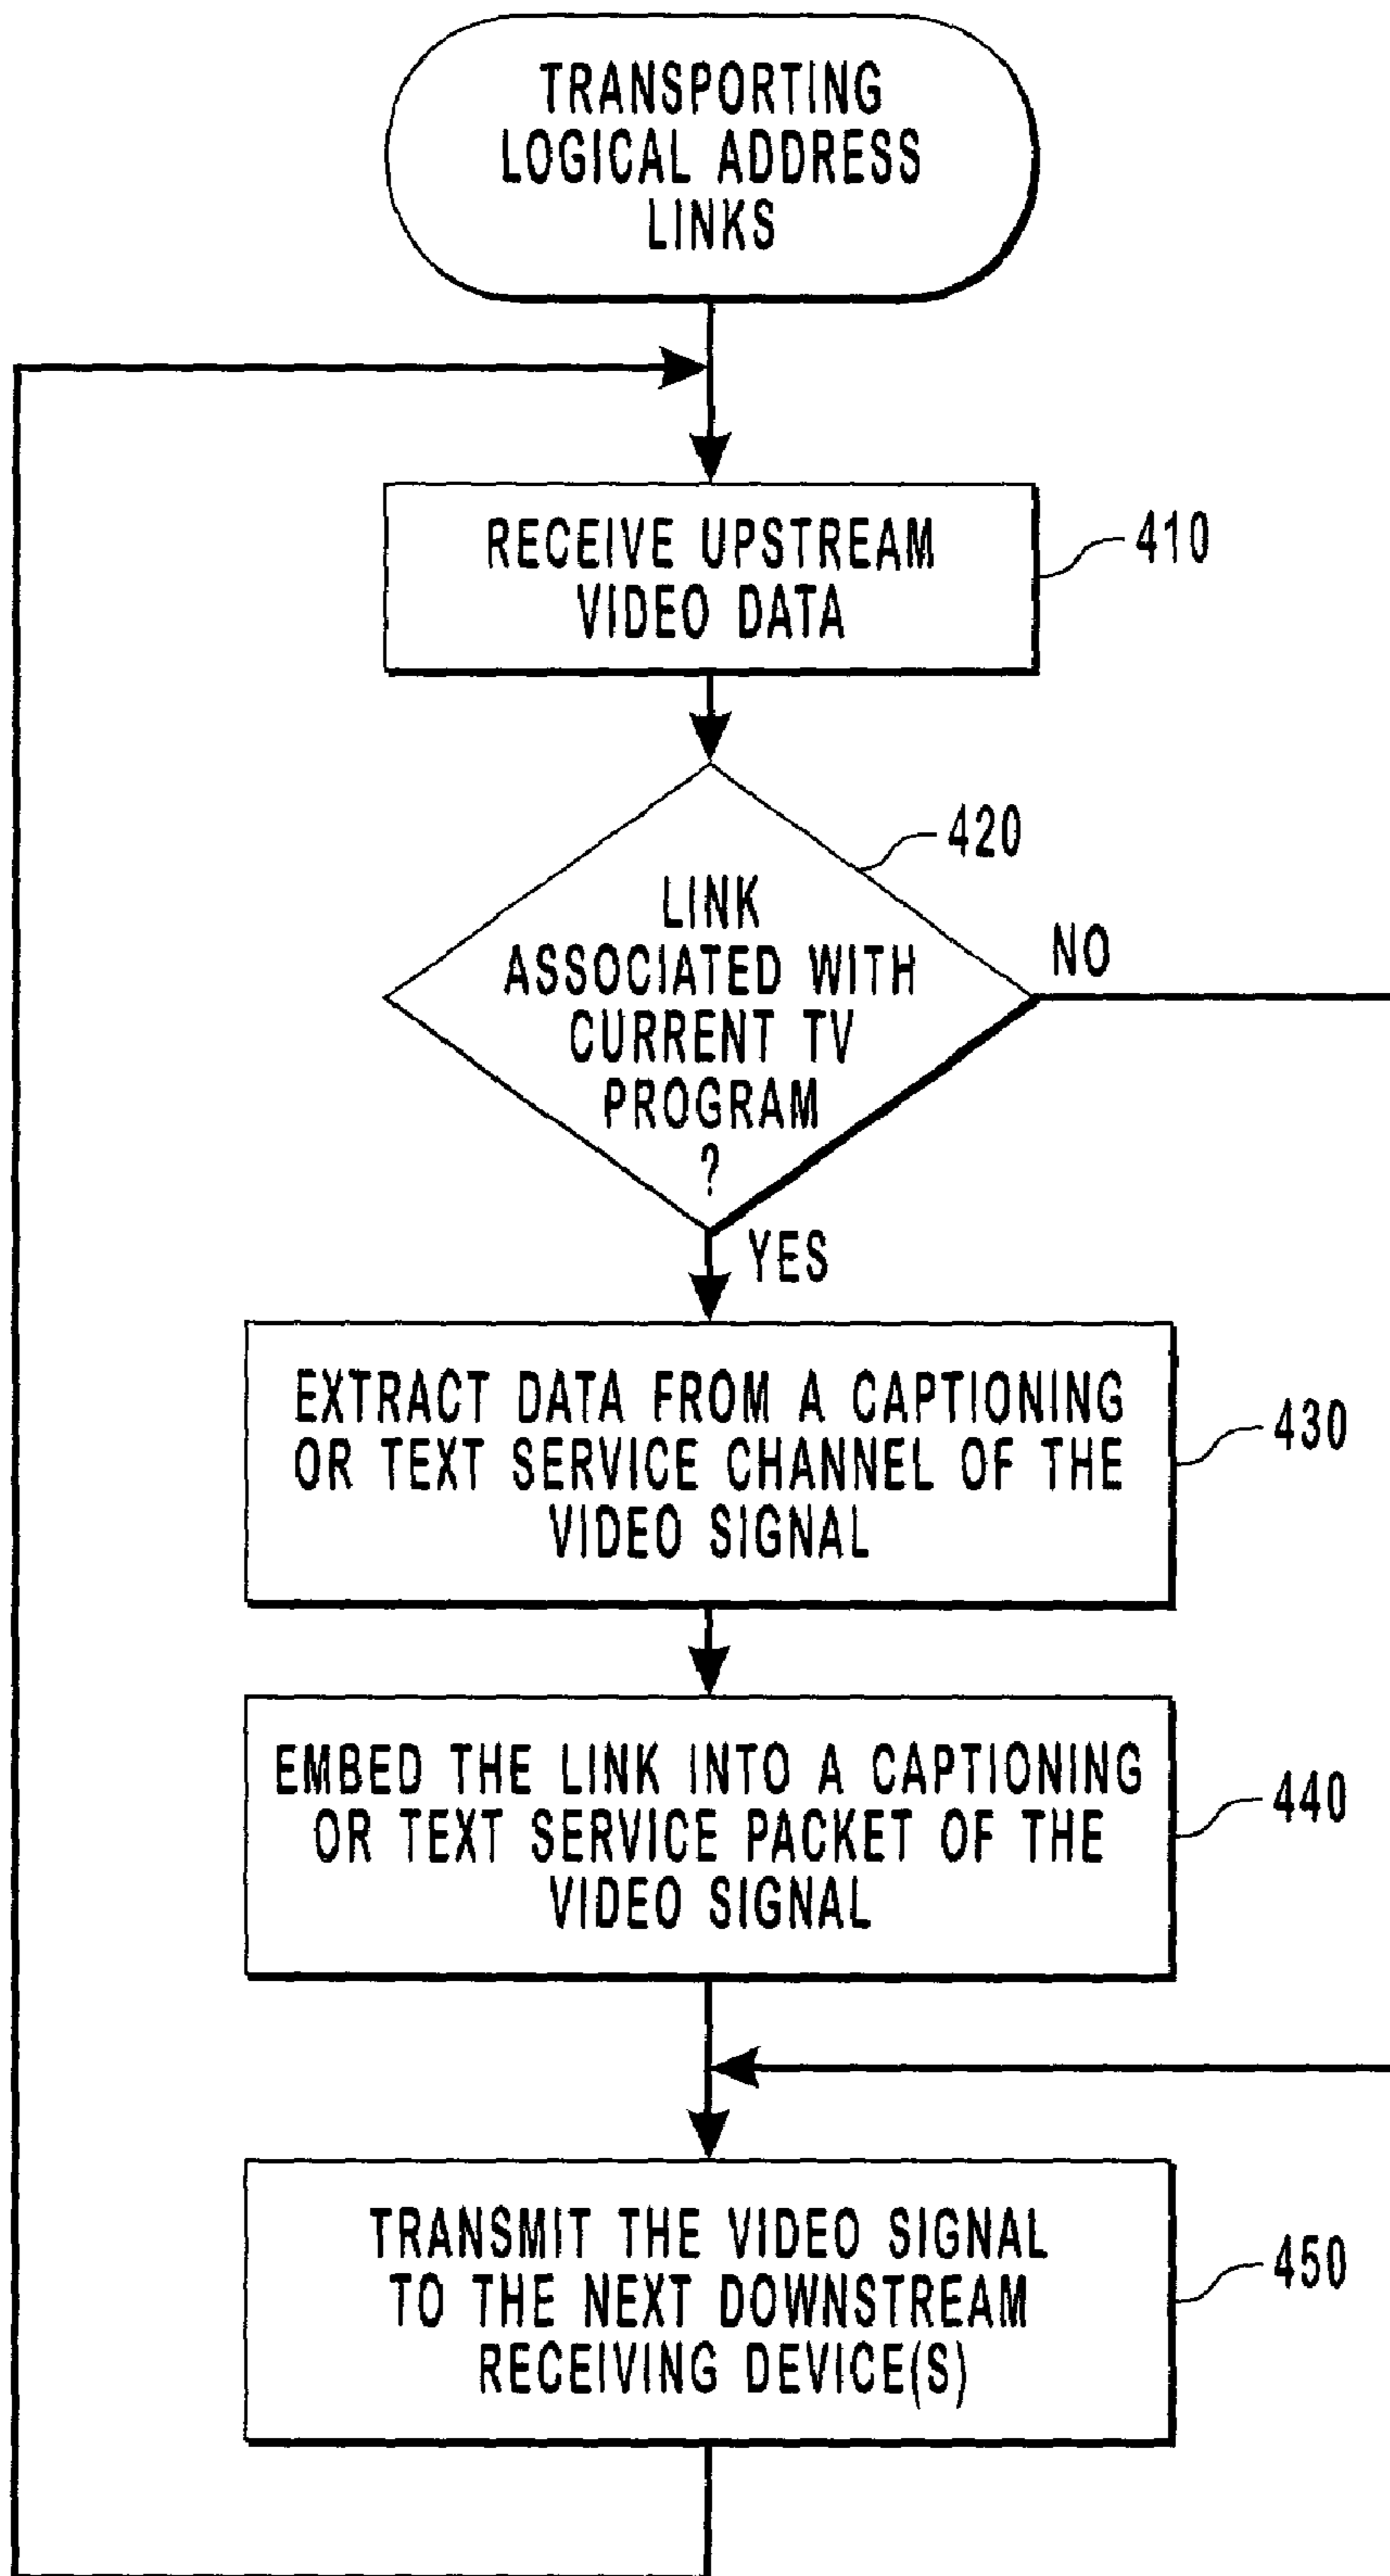 TRANSPORTING
LOGICAL ADDRESS
LINKS
RECEIVE UPSTREAM
VIDEO DATA
410
420
LINK
ASSOCIATED WITH
CURRENT TV
PROGRAM
?
NO
YES
EXTRACT DATA FROM A CAPTIONING
OR TEXT SERVICE CHANNEL OF THE
VIDEO SIGNAL
430
EMBED THE LINK INTO A CAPTIONING
OR TEXT SERVICE PACKET OF THE
VIDEO SIGNAL
440
TRANSMIT THE VIDEO SIGNAL
TO THE NEXT DOWNSTREAM
RECEIVING DEVICE(S)
450